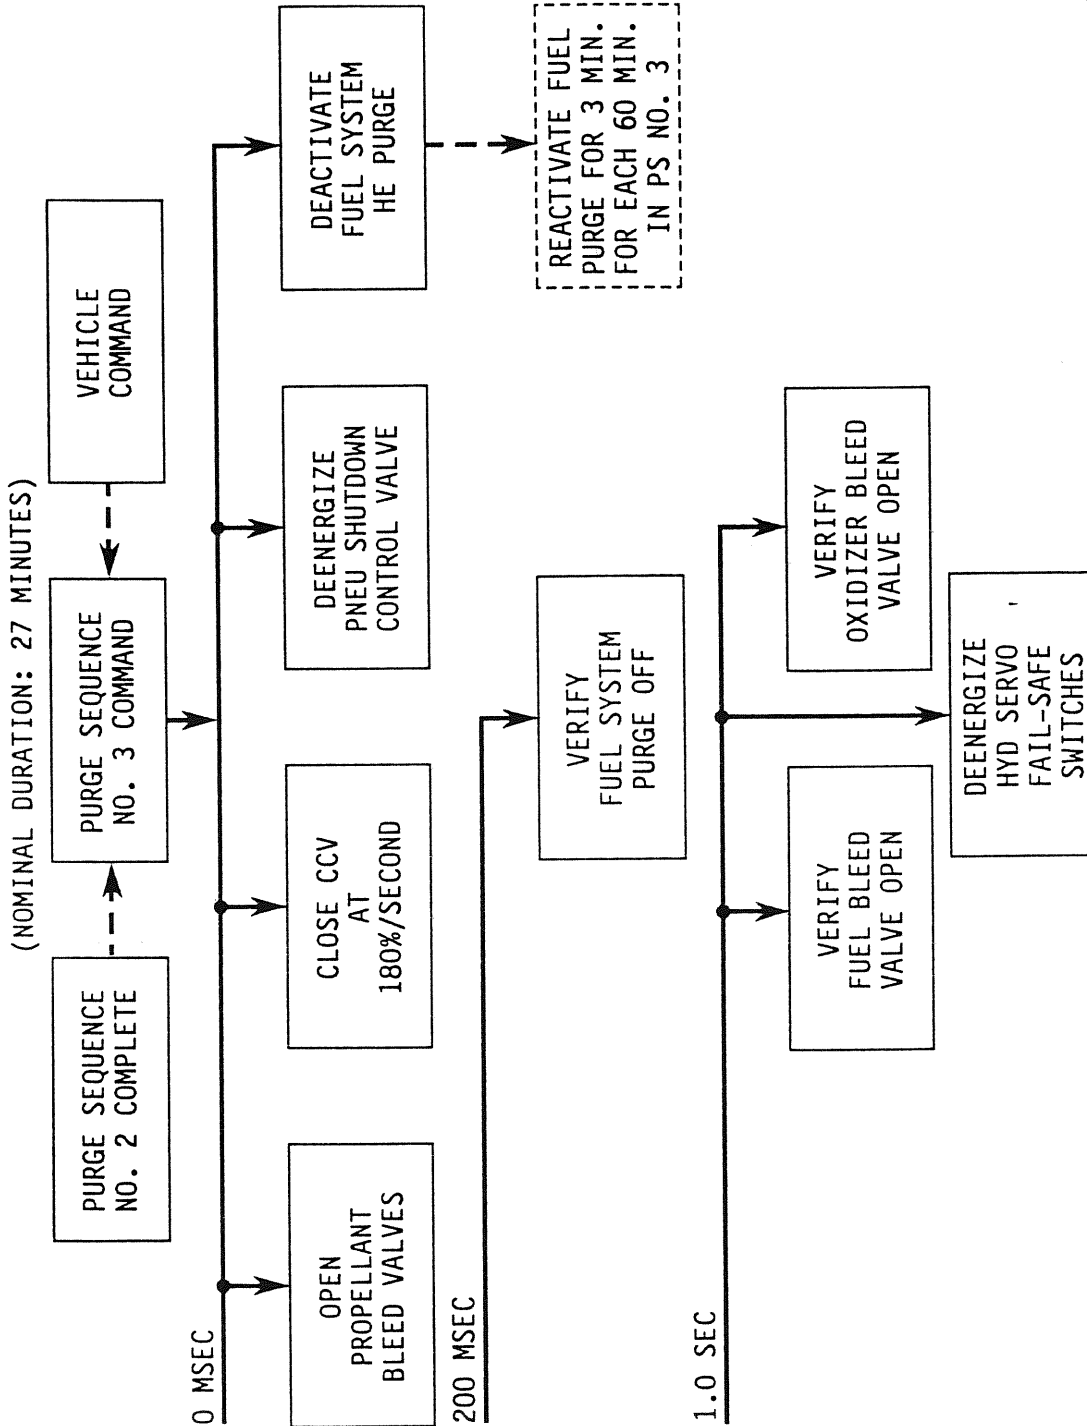 (NOMINAL DURATION: 27 MINUTES)
PURGE SEQUENCE
NO. 2 COMPLETE
PURGE SEQUENCE
NO. 3 COMMAND
VEHICLE
COMMAND
0 MSEC
OPEN
PROPELLANT
BLEED VALVES
CLOSE CCV
AT
180%/SECOND
DEENERGIZE
PNEU SHUTDOWN
CONTROL VALVE
DEACTIVATE
FUEL SYSTEM
HE PURGE
REACTIVATE FUEL
PURGE FOR 3 MIN.
FOR EACH 60 MIN.
IN PS NO. 3
200 MSEC
VERIFY
FUEL SYSTEM
PURGE OFF
1.0 SEC
VERIFY
FUEL BLEED
VALVE OPEN
VERIFY
OXIDIZER BLEED
VALVE OPEN
DEENERGIZE
HYD SERVO
FAIL-SAFE
SWITCHES